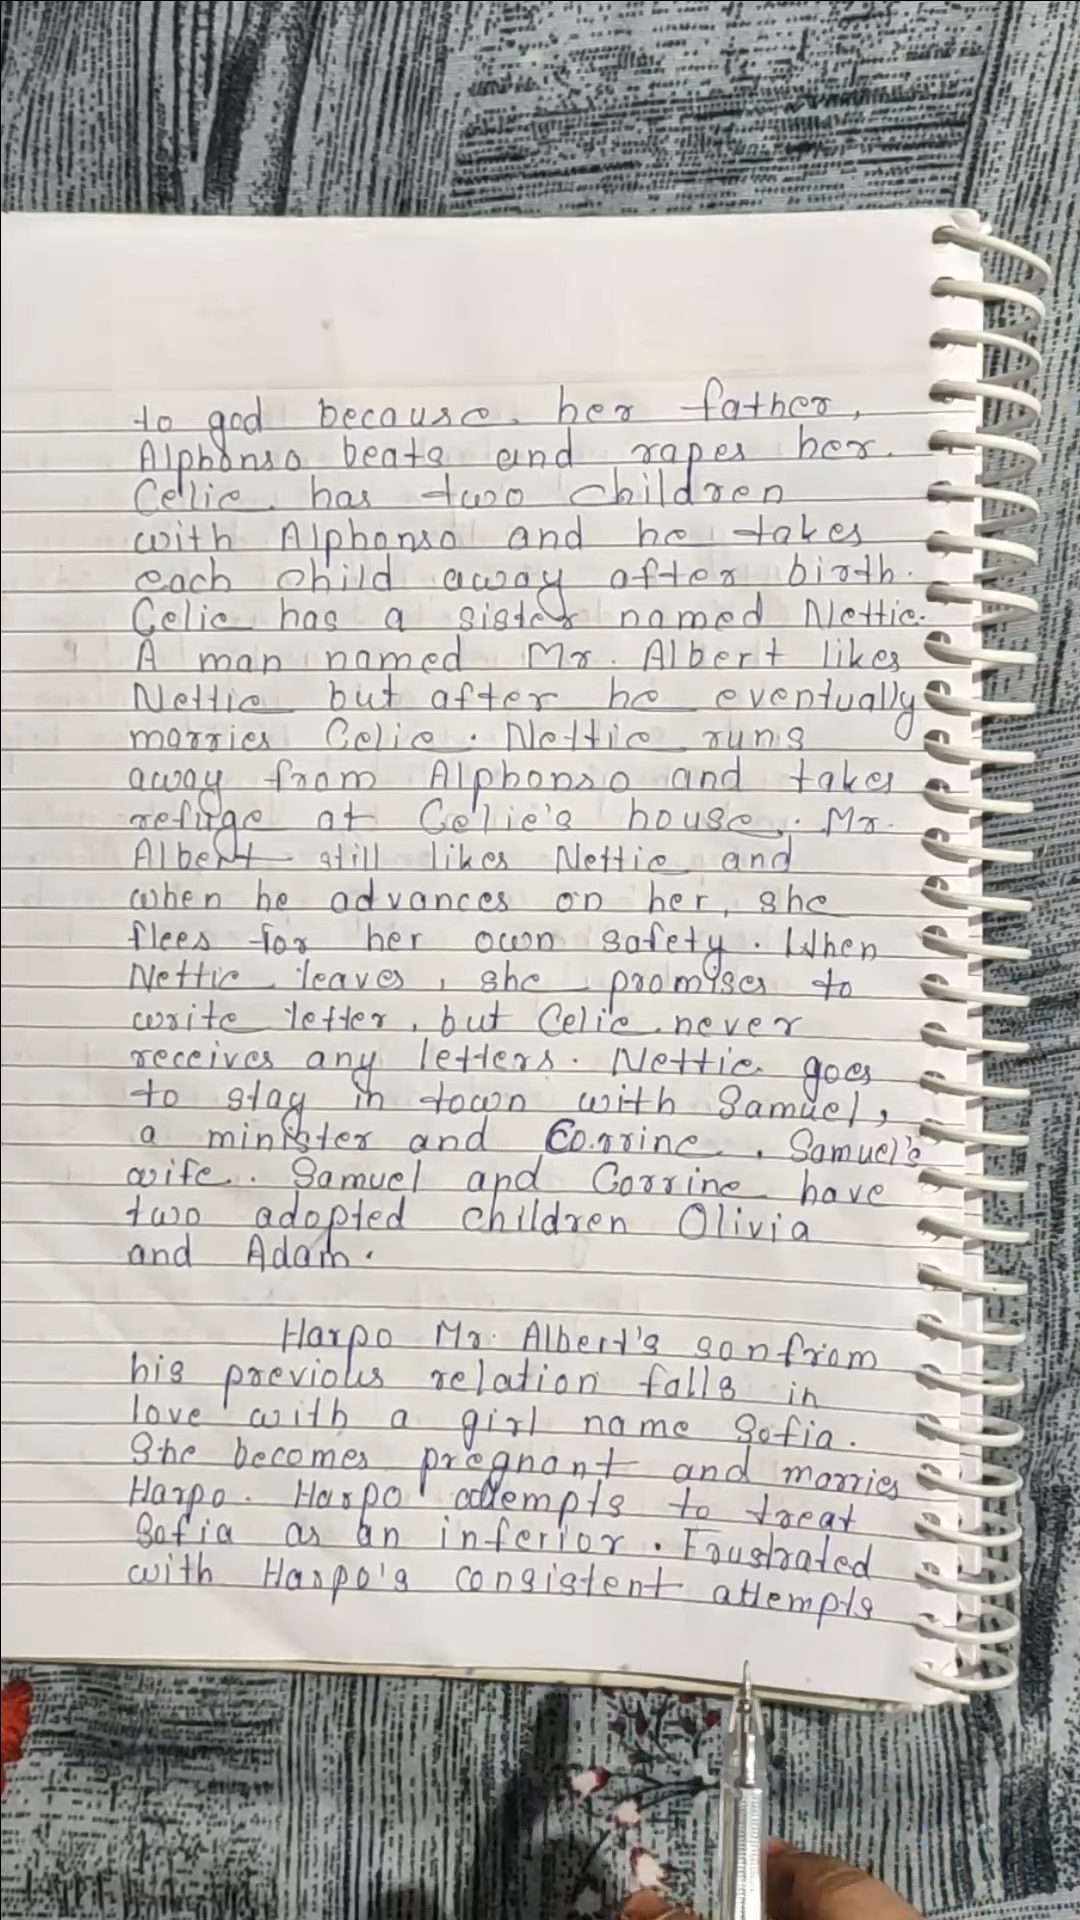 to god because her father,
Alphonso beats and rapes her.
Celie has two children
with Alphonso and he takes
each child away after birth.
Celie has a sister named Nettie.
A man named Mr. Albert likes
Nettie but after he eventually
marries Celie. Nettie runs
away from Alphonso and takes
refuge at Celie's house. Mr.
Albert still likes Nettie and
when he advances on her, she
flees for her own safety. When
Nettie leaves, she promises to
write letter, but Celie never
receives any letters. Nettie goes
to stay in town with Samuel,
a minister and Corrine. Samuel's
wife. Samuel and Corrine have
two adopted children Olivia
and Adam.
Harpo Mr. Albert's son from
his previous relation falls in
love with a girl name Sofia.
She becomes pregnant and marries
Harpo. Harpo attempts to treat
Sofia as an inferior. Frustrated
with Harpo's consistent attempts